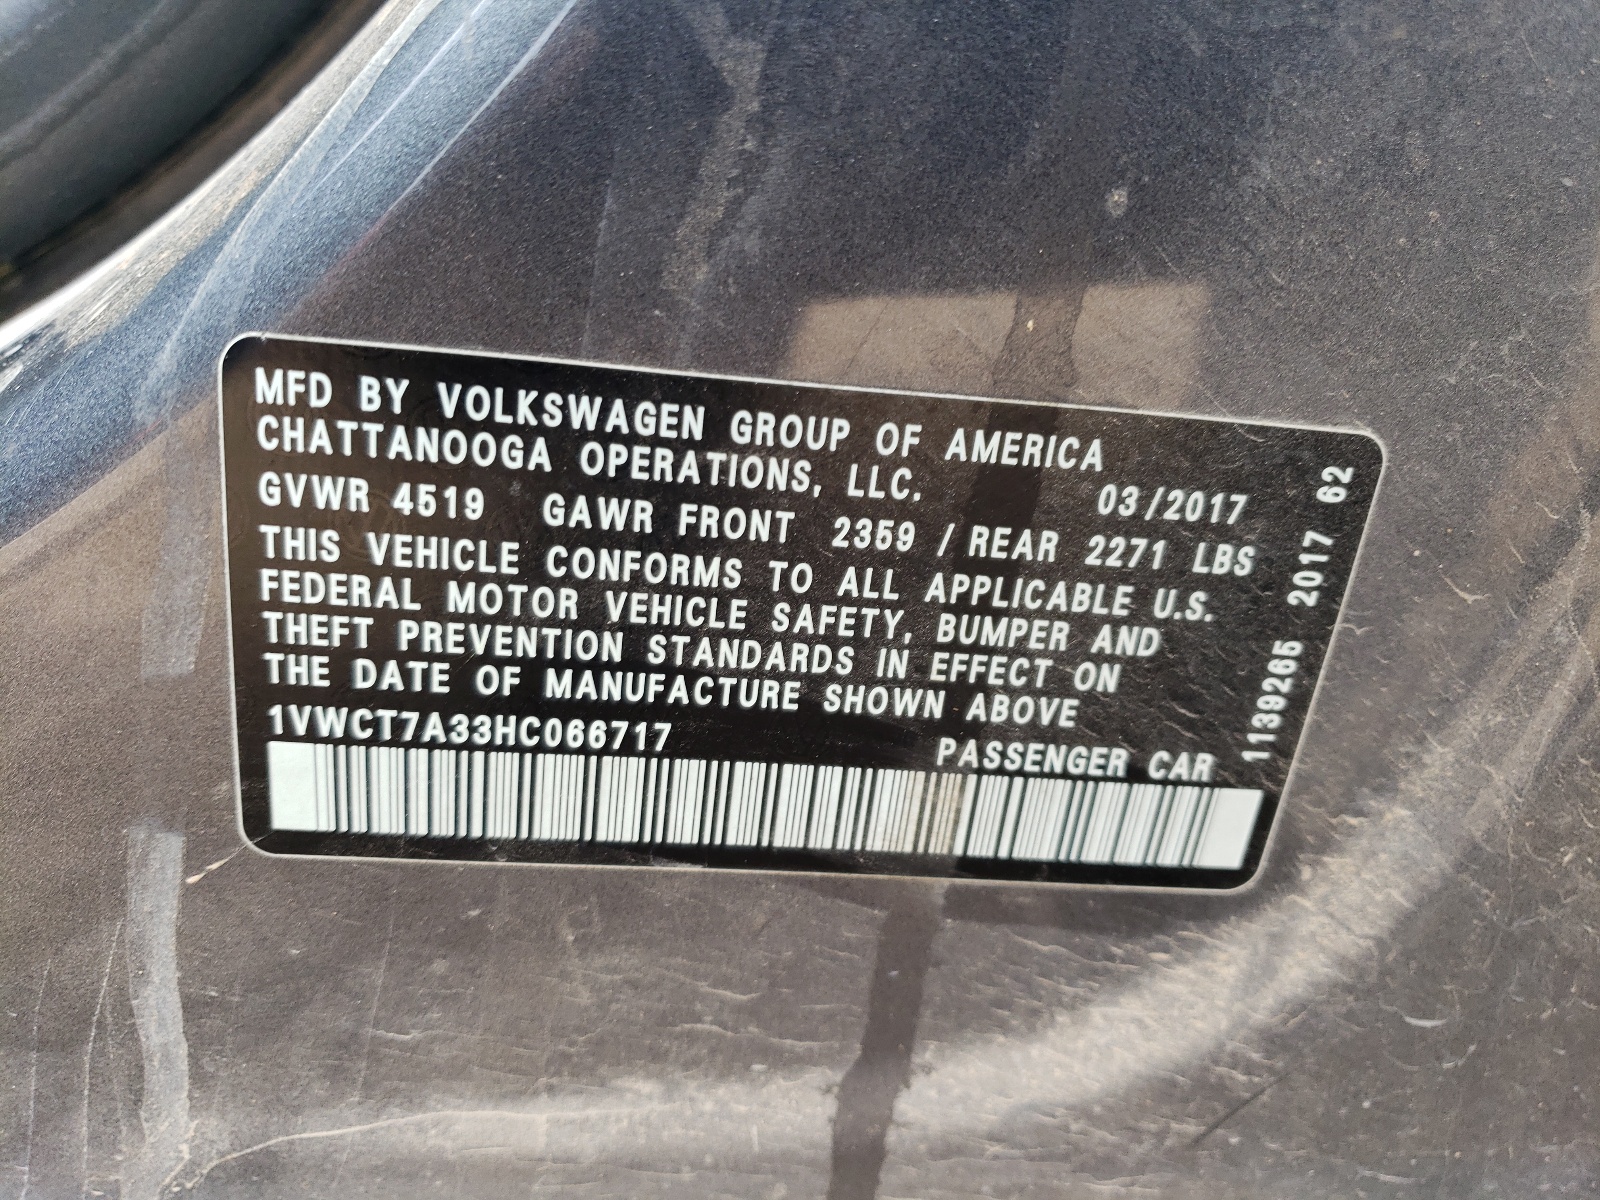 MFD BY VOLKSWAGEN GROUP OF AMERICA
CHATTANOOGA OPERATIONS, LLC. 03/2017
GVWR 4519 GAWR FRONT 2359 / REAR 2271 LBS
THIS VEHICLE CONFORMS TO ALL APPLICABLE U.S.
FEDERAL MOTOR VEHICLE SAFETY, BUMPER AND
THEFT PREVENTION STANDARDS IN EFFECT ON
THE DATE OF MANUFACTURE SHOWN ABOVE
1VWCT7A33HC066717 PASSENGER CAR
1139265 2017 62